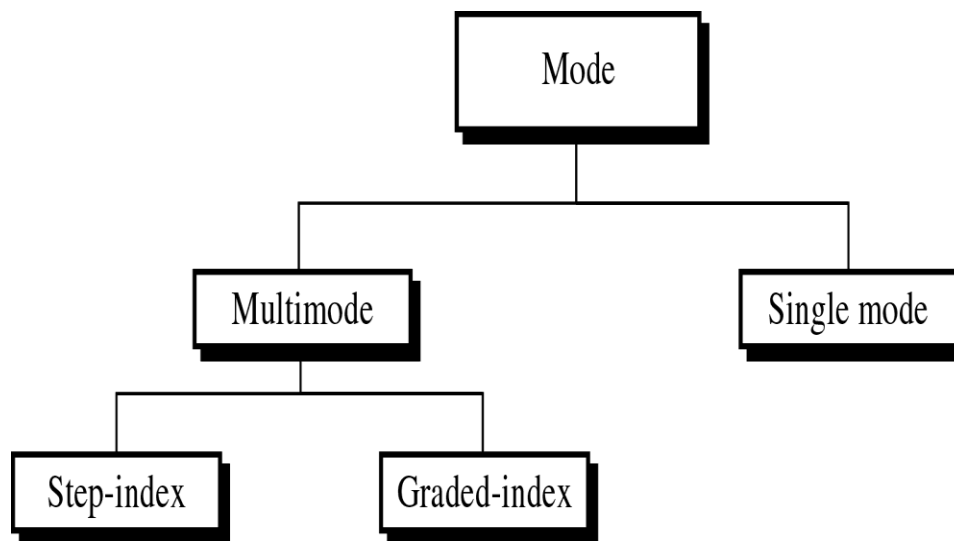 Mode
Multimode
Single mode
Step-index
Graded-index